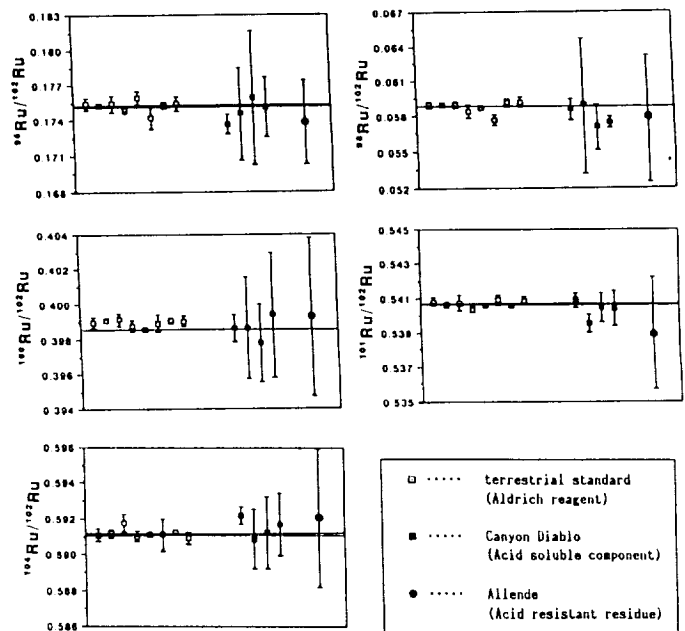 0.183
0.180
0.177
0.174
0.171
0.168
96Ru/102Ru
0.067
0.064
0.061
0.058
0.055
0.052
98Ru/102Ru
0.404
0.402
0.400
0.398
0.396
0.394
100Ru/102Ru
0.545
0.543
0.541
0.539
0.537
0.535
101Ru/102Ru
0.596
0.594
0.592
0.590
0.588
0.586
104Ru/102Ru
terrestrial standard
(Aldrich reagent)
Canyon Diablo
(Acid soluble component)
Allende
(Acid resistant residue)